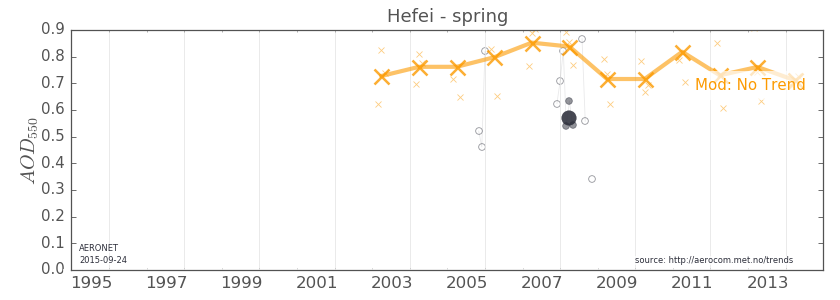 Hefei - spring
0.9
0.8
0.7
0.6
0.5
0.4
0.3
0.2
0.1
0.0
AOD550
Mod: No Trend
AERONET
2015-09-24
source: http://aerocom.met.no/trends
1995 1997 1999 2001 2003 2005 2007 2009 2011 2013